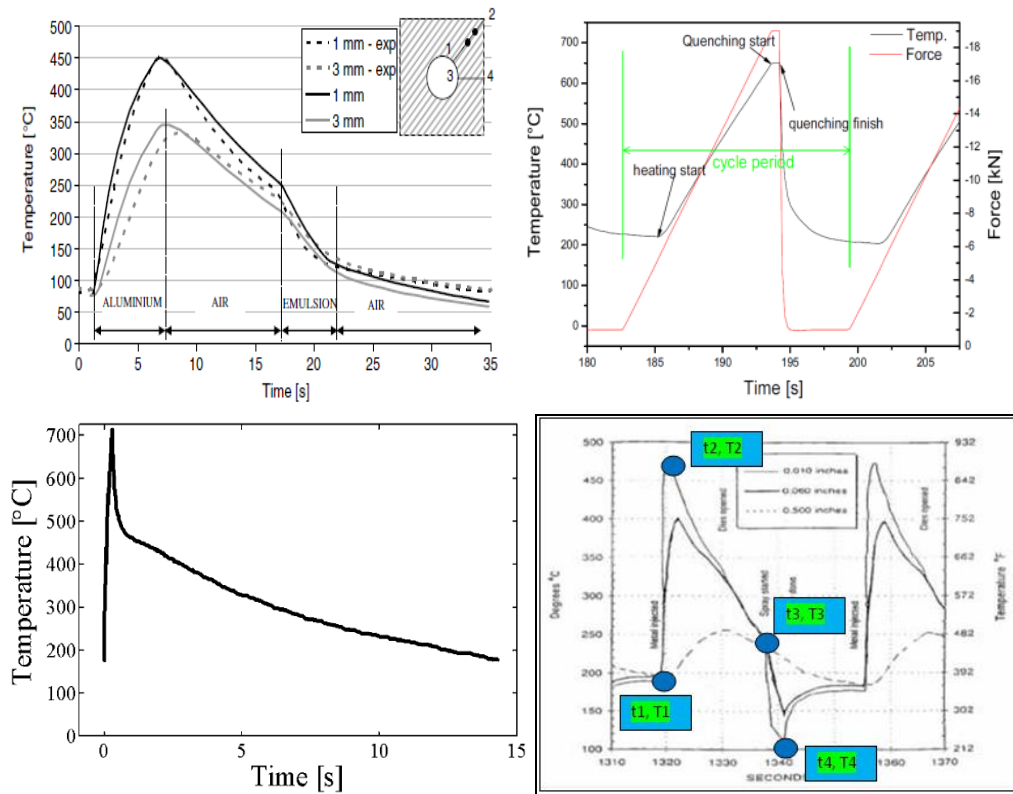 500
450
400
350
300
250
200
150
100
50
0
Temperature [°C]
1 mm - exp
3 mm - exp
1 mm
3 mm
2
1
3
4
ALUMINIUM
AIR
EMULSION
AIR
0 5 10 15 20 25 30 35
Time [s]
700
600
500
400
300
200
100
0
Temperature [°C]
Quenching start
Temp.
Force
quenching finish
cycle period
heating start
-18
-16
-14
-12
-10
-8
-6
-4
-2
0
Force [kN]
180 185 190 195 200 205
Time [s]
700
600
500
400
300
200
100
0
Temperature [°C]
0 5 10 15
Time [s]
500
450
400
350
300
250
200
150
100
Degrees °C
t2, T2
0.010 inches
0.060 inches
0.500 inches
Metal injected
Dies opened
Spray started
done
Metal injected
Dies opened
t3, T3
t1, T1
t4, T4
932
842
752
662
572
482
392
302
212
Temperature °F
1310 1320 1330 1340 1360 1370
SECONDS